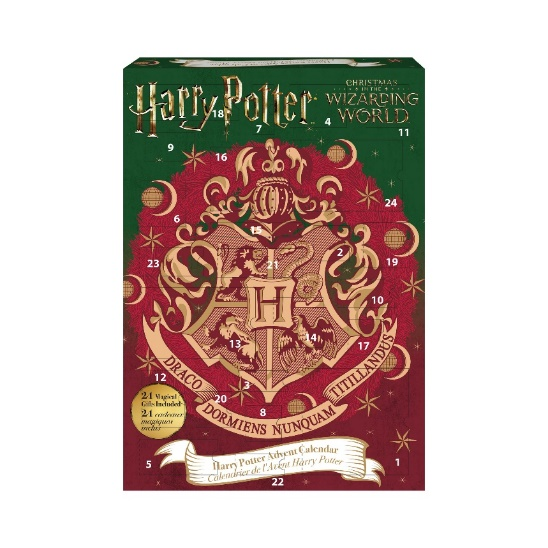 Harry Potter
CHRISTMAS
IN THE
WIZARDING
WORLD
18
7
4
11
9
16
24
6
15
2
23
21
19
10
H
13
14
17
12
3
20
8
DRACO
DORMIENS NUNQUAM
TITILLANDUS
24 Magical
Gifts Included!
24 cadeaux
magiques
inclus
5
Harry Potter Advent Calendar
Calendrier de l'Avent Harry Potter
1
22